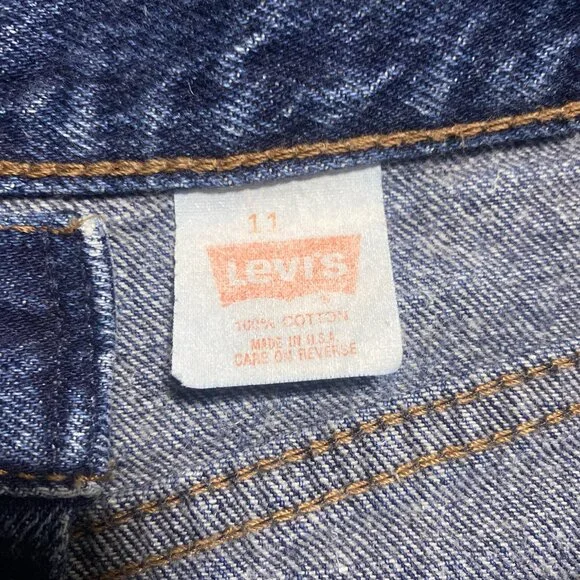 11
Levi's
100% COTTON
MADE IN U.S.A.
CARE ON REVERSE